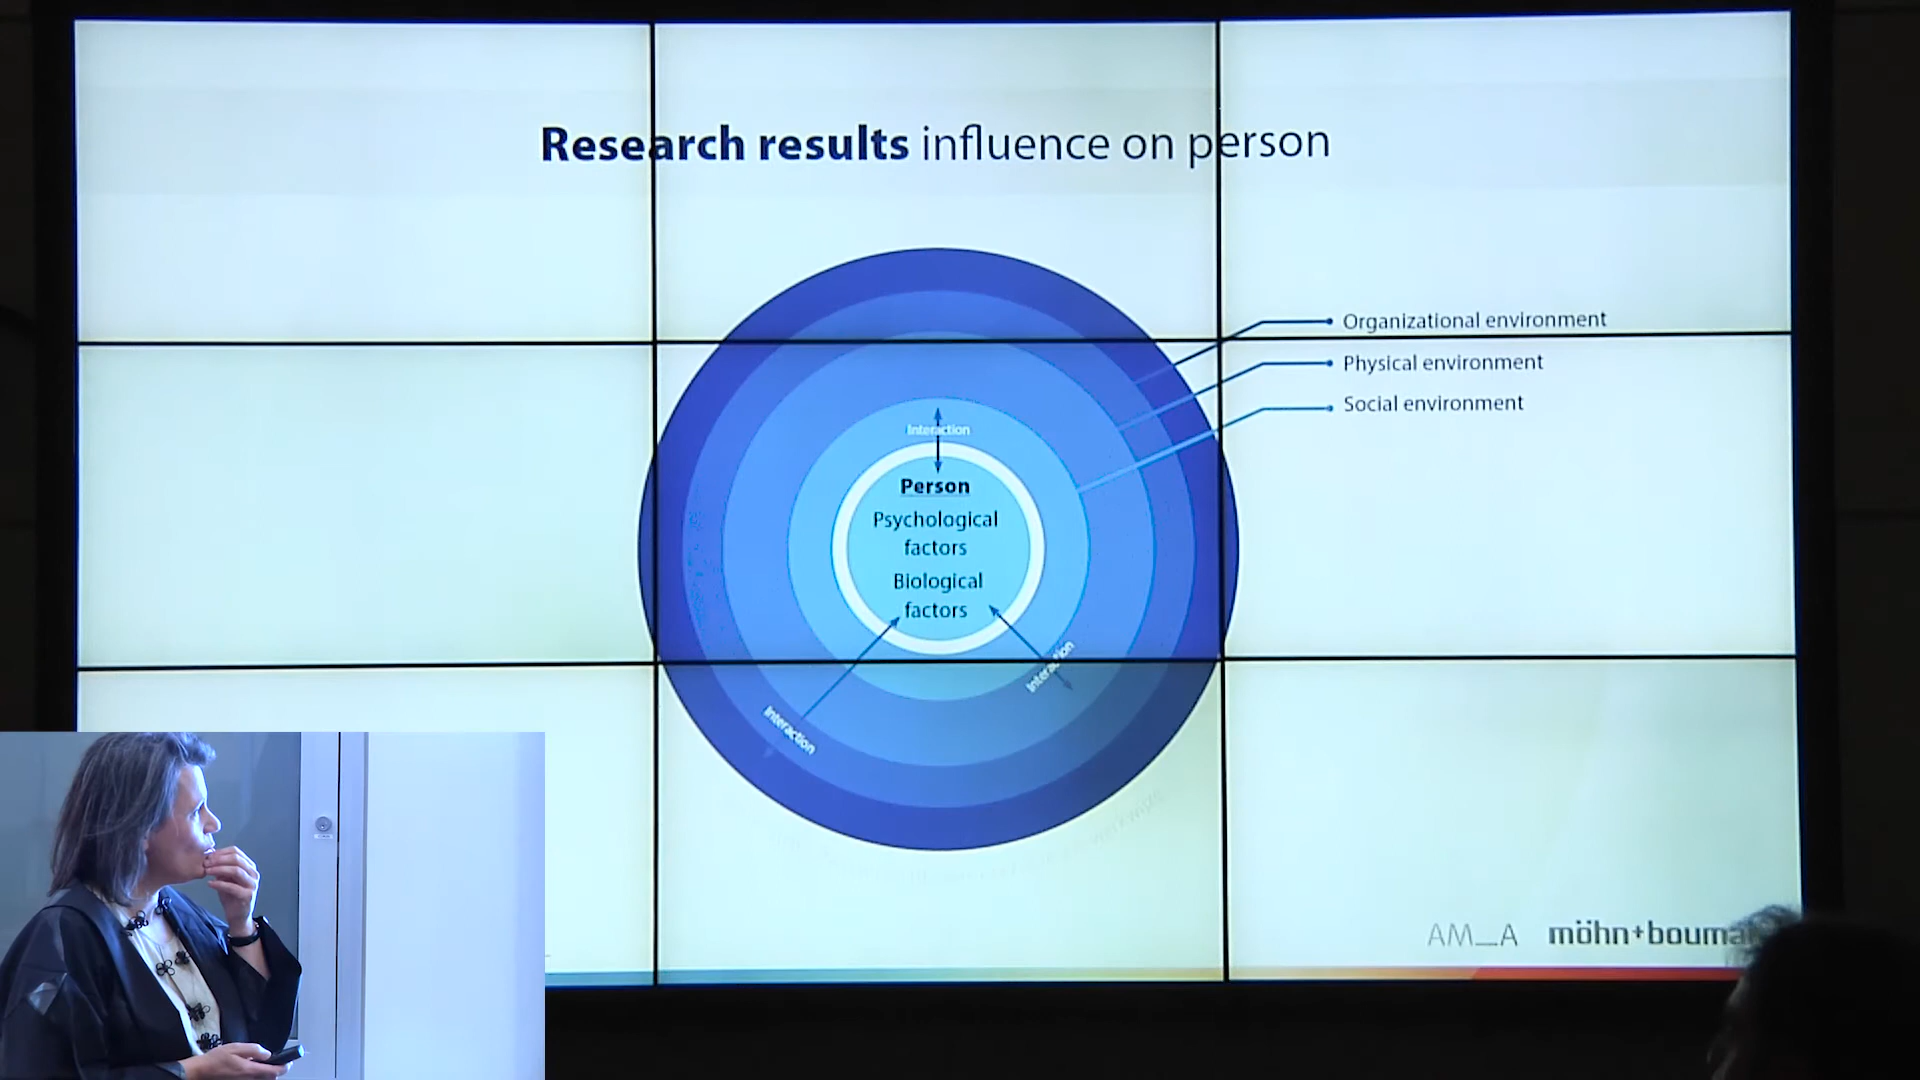 Research results influence on person
Organizational environment
Physical environment
Social environment
Interaction
Person
Psychological
factors
Biological
factors
Interaction
Interaction
AM_A möhn+bouma